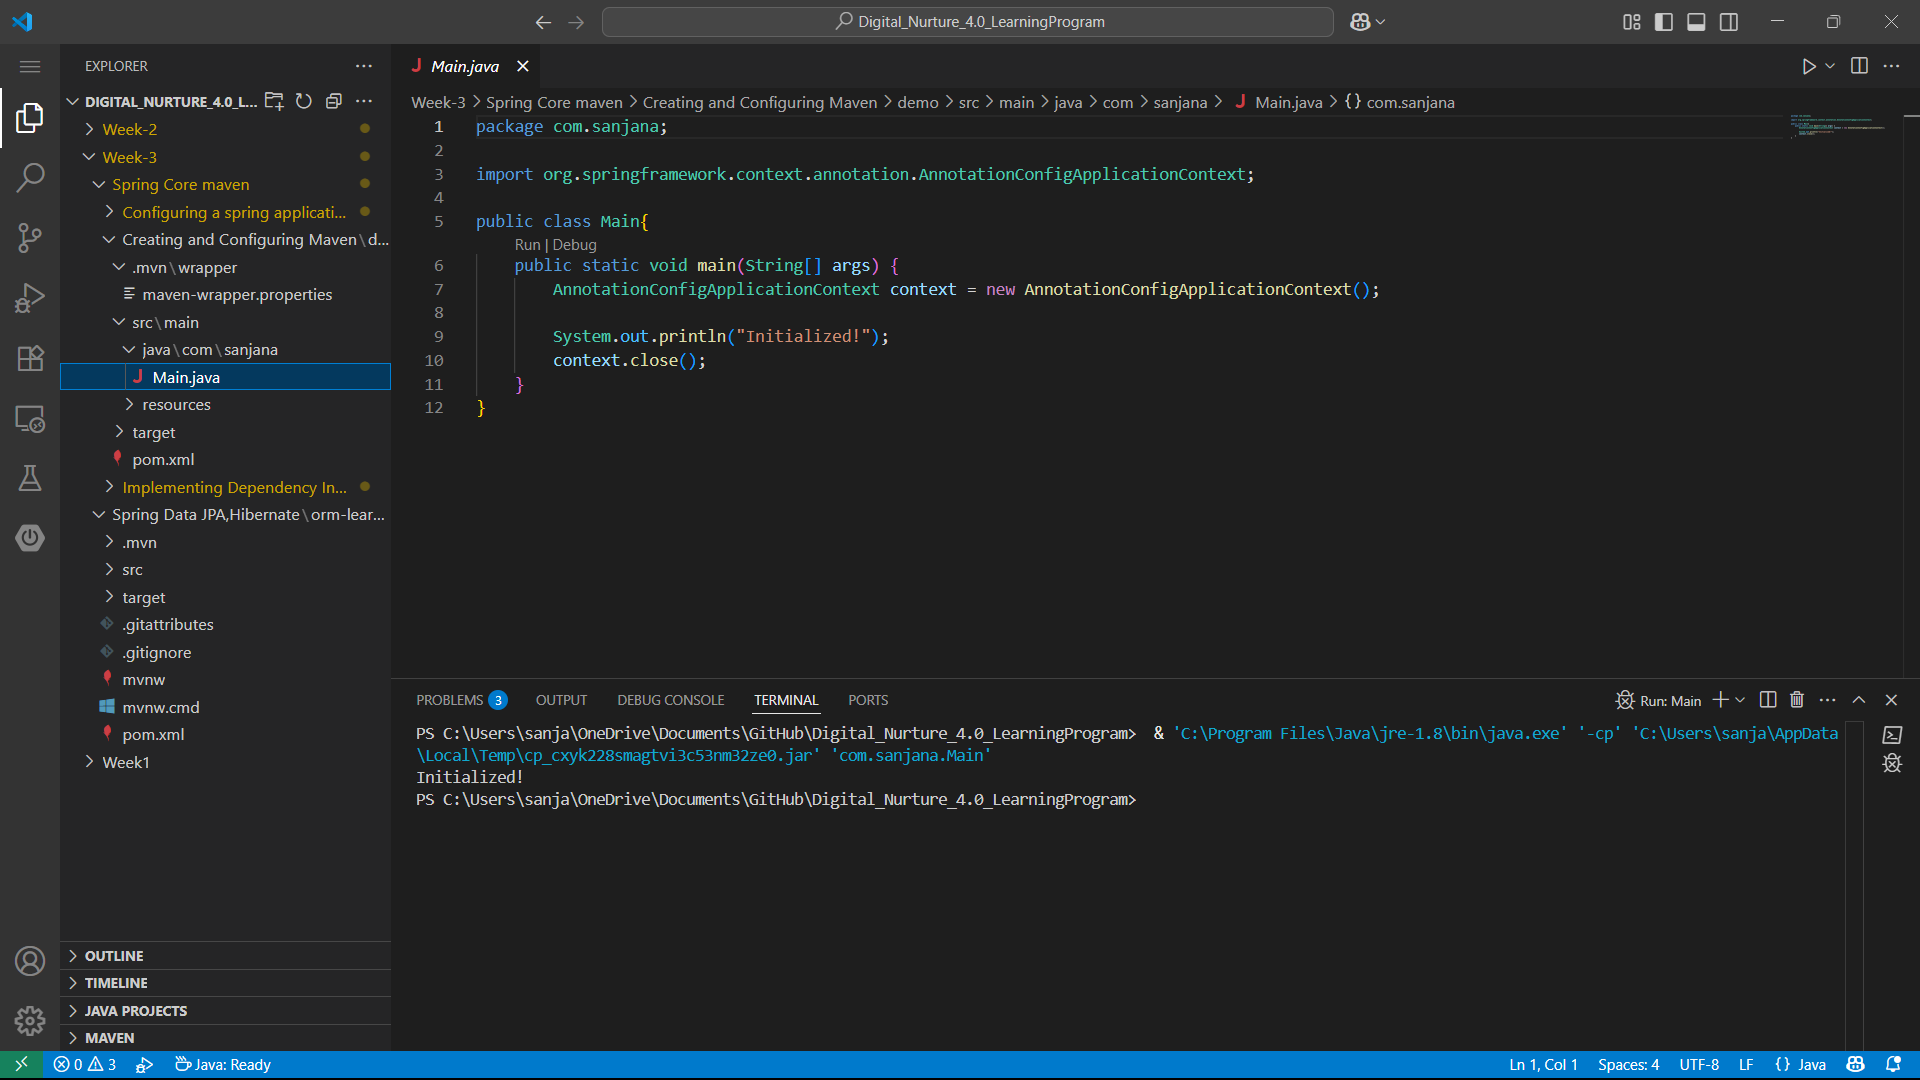 Digital_Nurture_4.0_LearningProgram
EXPLORER
DIGITAL_NURTURE_4.0_L...
Week-2
Week-3
Spring Core maven
Configuring a spring applicati...
Creating and Configuring Maven\d...
.mvn\wrapper
maven-wrapper.properties
src\main
java\com\sanjana
Main.java
resources
target
pom.xml
Implementing Dependency In...
Spring Data JPA,Hibernate\orm-lear...
.mvn
src
target
.gitattributes
.gitignore
mvnw
mvnw.cmd
pom.xml
Week1
OUTLINE
TIMELINE
JAVA PROJECTS
MAVEN
Main.java
Week-3 > Spring Core maven > Creating and Configuring Maven > demo > src > main > java > com > sanjana > Main.java > {} com.sanjana
1 package com.sanjana;
2
3 import org.springframework.context.annotation.AnnotationConfigApplicationContext;
4
5 public class Main{
Run | Debug
6 public static void main(String[] args) {
7 AnnotationConfigApplicationContext context = new AnnotationConfigApplicationContext();
8
9 System.out.println("Initialized!");
10 context.close();
11 }
12 }
PROBLEMS 3 OUTPUT DEBUG CONSOLE TERMINAL PORTS Run: Main
PS C:\Users\sanja\OneDrive\Documents\GitHub\Digital_Nurture_4.0_LearningProgram> & 'C:\Program Files\Java\jre-1.8\bin\java.exe' '-cp' 'C:\Users\sanja\AppData
\Local\Temp\cp_cxyk228smagtvi3c53nm32ze0.jar' 'com.sanjana.Main'
Initialized!
PS C:\Users\sanja\OneDrive\Documents\GitHub\Digital_Nurture_4.0_LearningProgram>
0 3 Java: Ready Ln 1, Col 1 Spaces: 4 UTF-8 LF {} Java